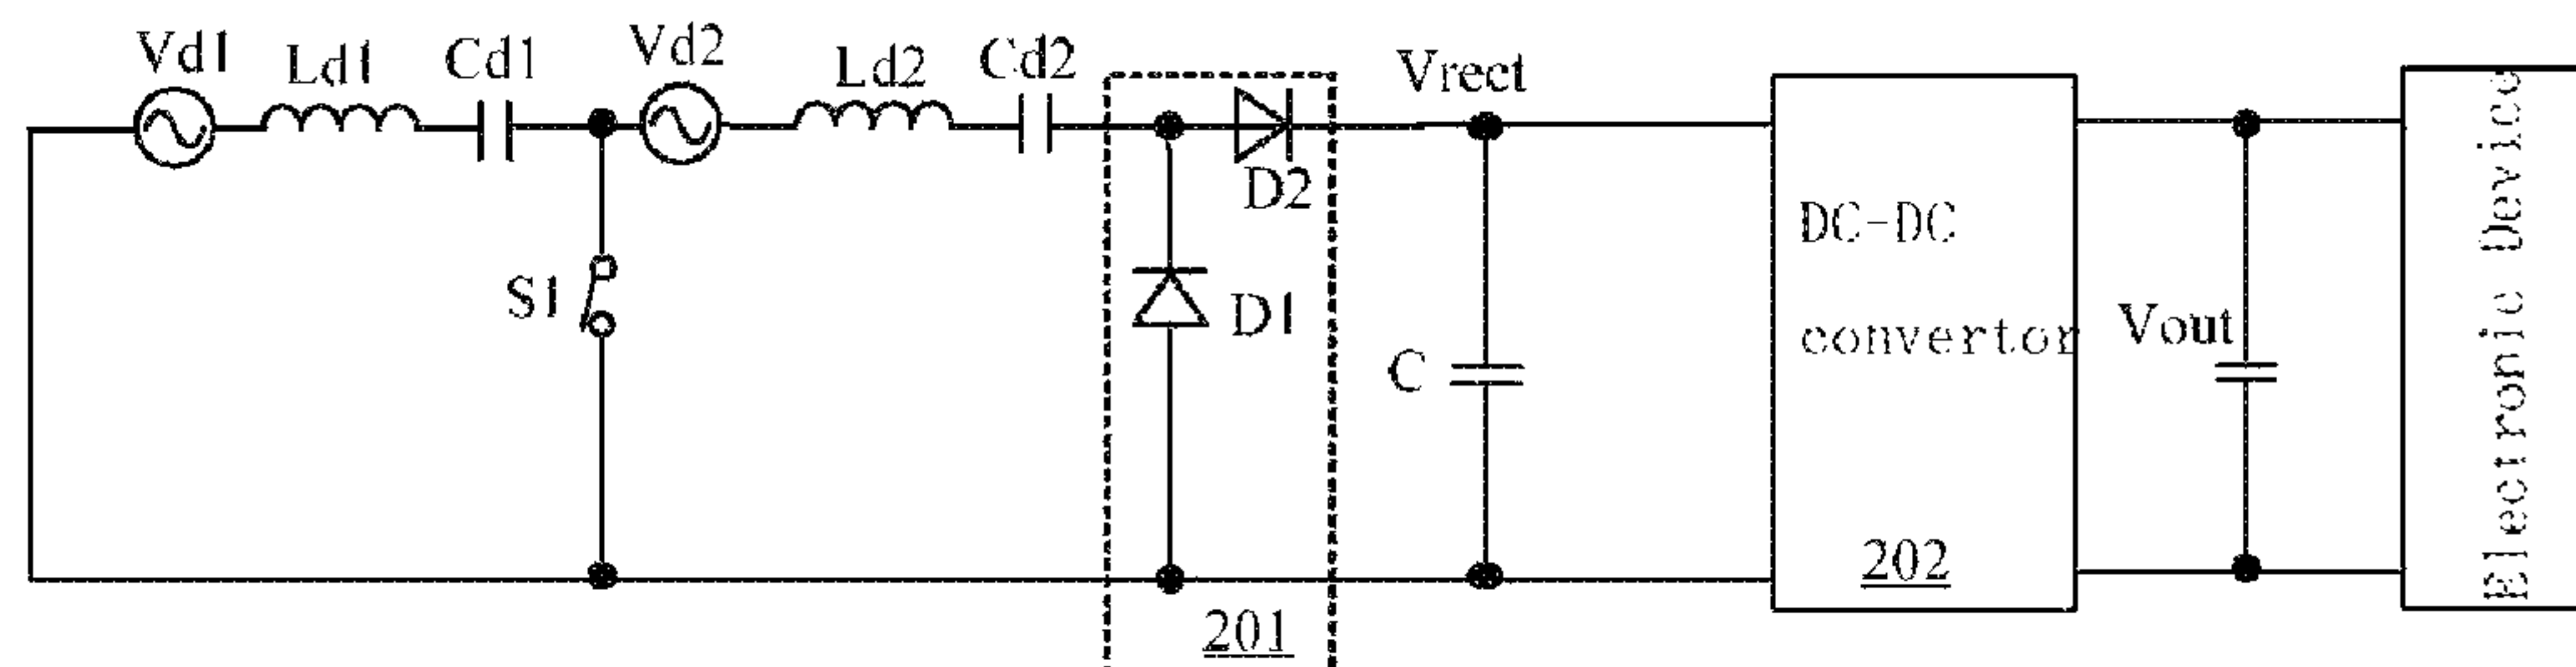 Vd1
Ld1
Cd1
Vd2
Ld2
Cd2
Vrect
D2
S1
D1
C
DC-DC
convertor
202
Vout
Electronic Device
201